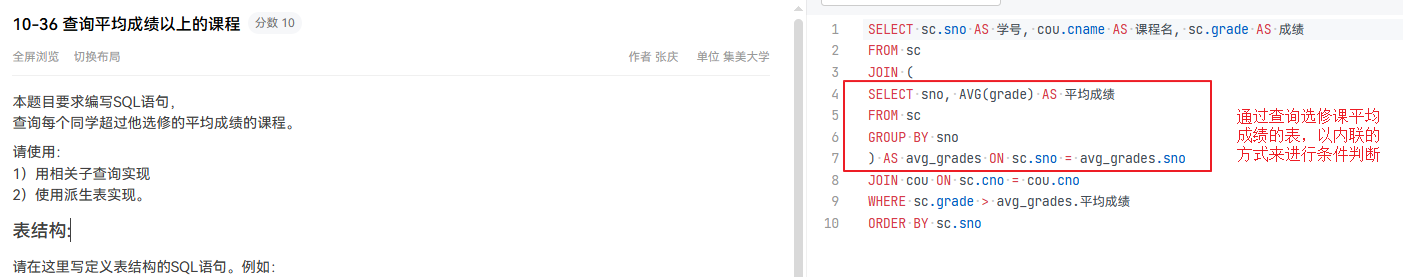 10-36 查询平均成绩以上的课程 分数 10
全屏浏览 切换布局
作者 张庆 单位 集美大学
本题目要求编写SQL语句，
查询每个同学超过他选修的平均成绩的课程。
请使用：
1）用相关子查询实现
2）使用派生表实现。
表结构:
请在这里写定义表结构的SQL语句。例如：
1 SELECT sc.sno AS 学号, cou.cname AS 课程名, sc.grade AS 成绩
2 FROM sc
3 JOIN (
4 SELECT sno, AVG(grade) AS 平均成绩
5 FROM sc
6 GROUP BY sno
7 ) AS avg_grades ON sc.sno = avg_grades.sno
8 JOIN cou ON sc.cno = cou.cno
9 WHERE sc.grade > avg_grades.平均成绩
10 ORDER BY sc.sno
通过查询选修课平均
成绩的表，以内联的
方式来进行条件判断